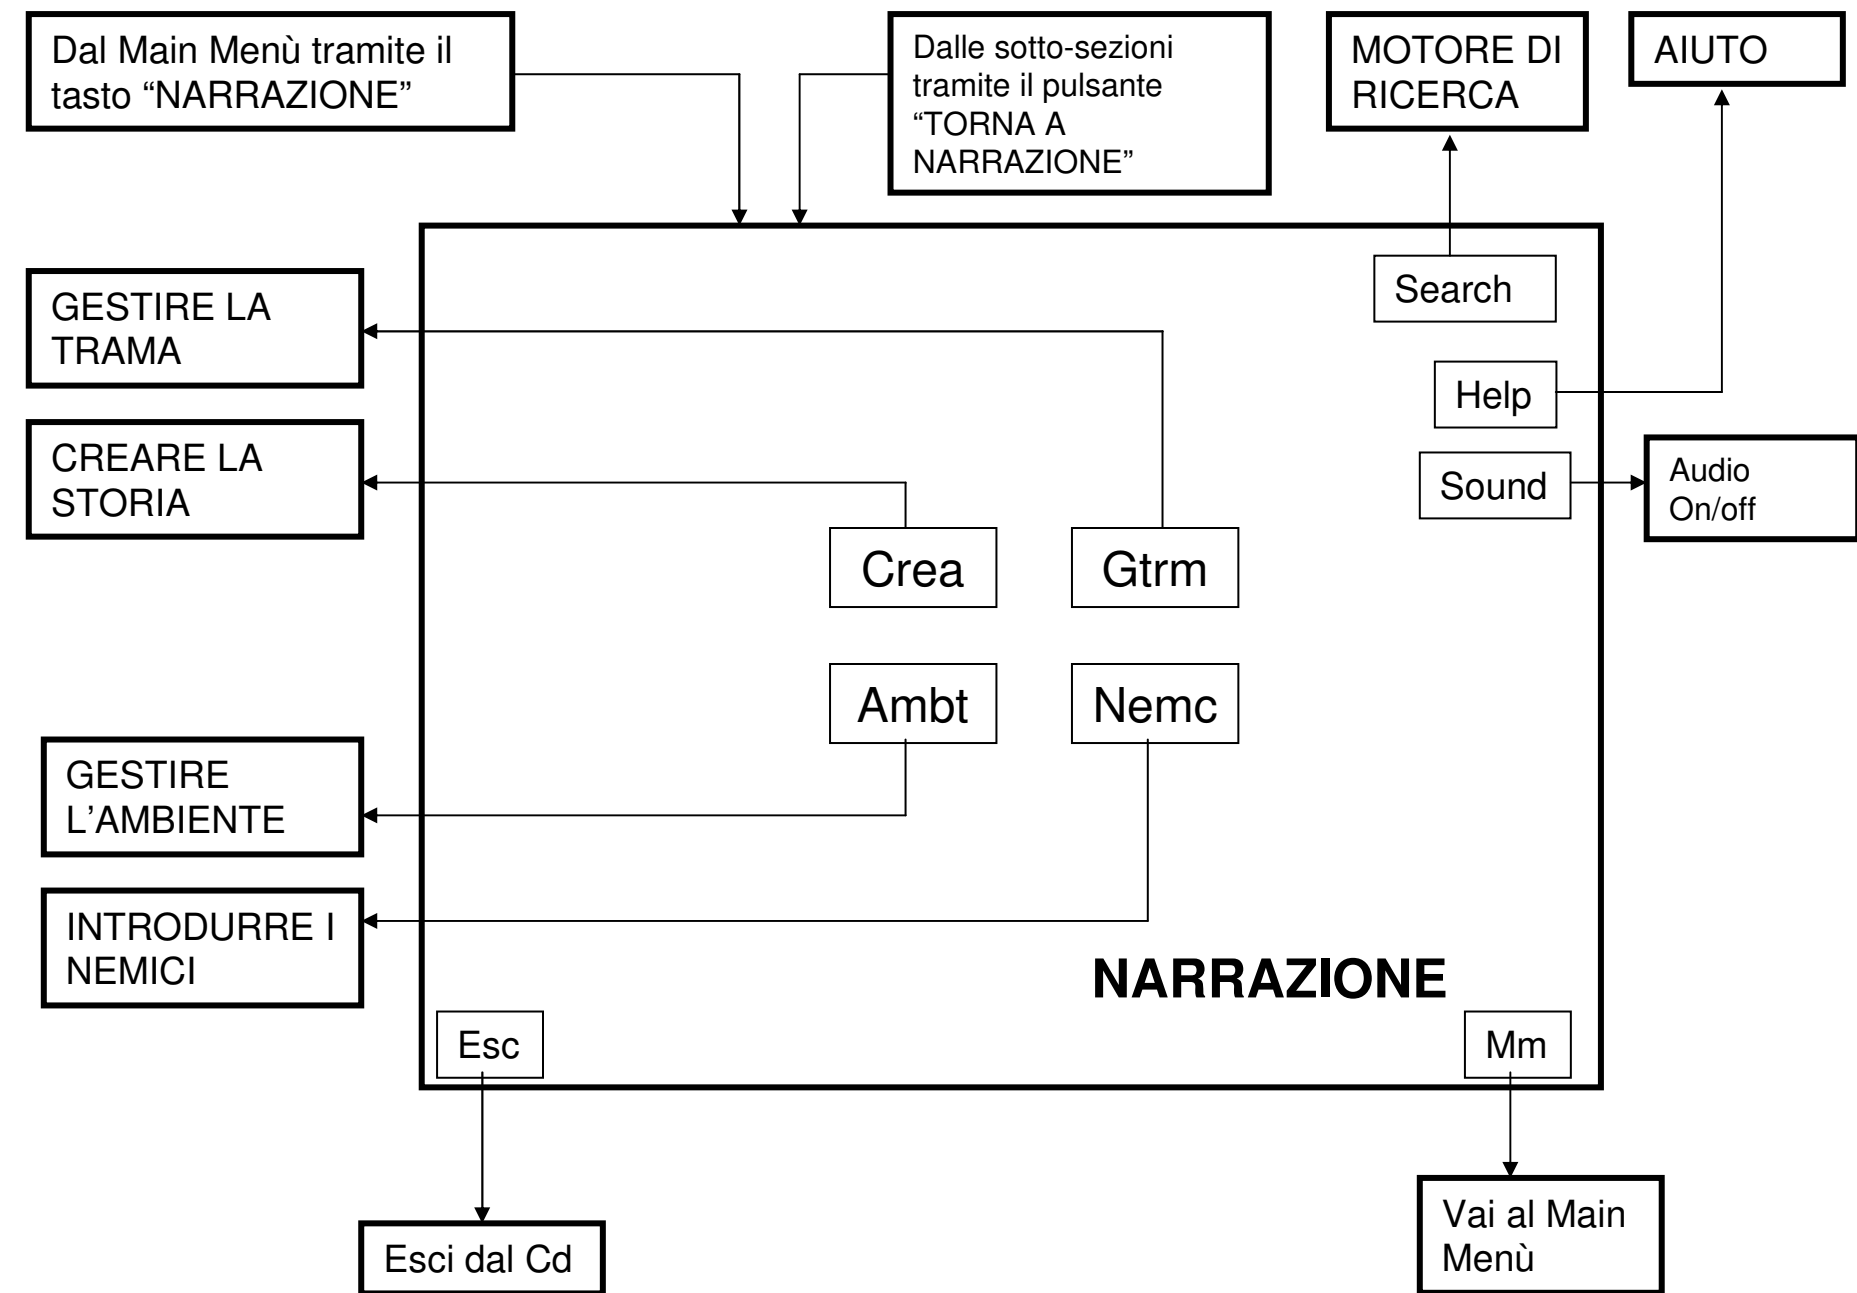 Dal Main Menù tramite il
tasto “NARRAZIONE”
Dalle sotto-sezioni
tramite il pulsante
“TORNA A
NARRAZIONE”
MOTORE DI
RICERCA
AIUTO
Search
GESTIRE LA
TRAMA
Help
CREARE LA
STORIA
Sound
Audio
On/off
Crea
Gtrm
Ambt
Nemc
GESTIRE
L’AMBIENTE
INTRODURRE I
NEMICI
NARRAZIONE
Esc
Mm
Esci dal Cd
Vai al Main
Menù